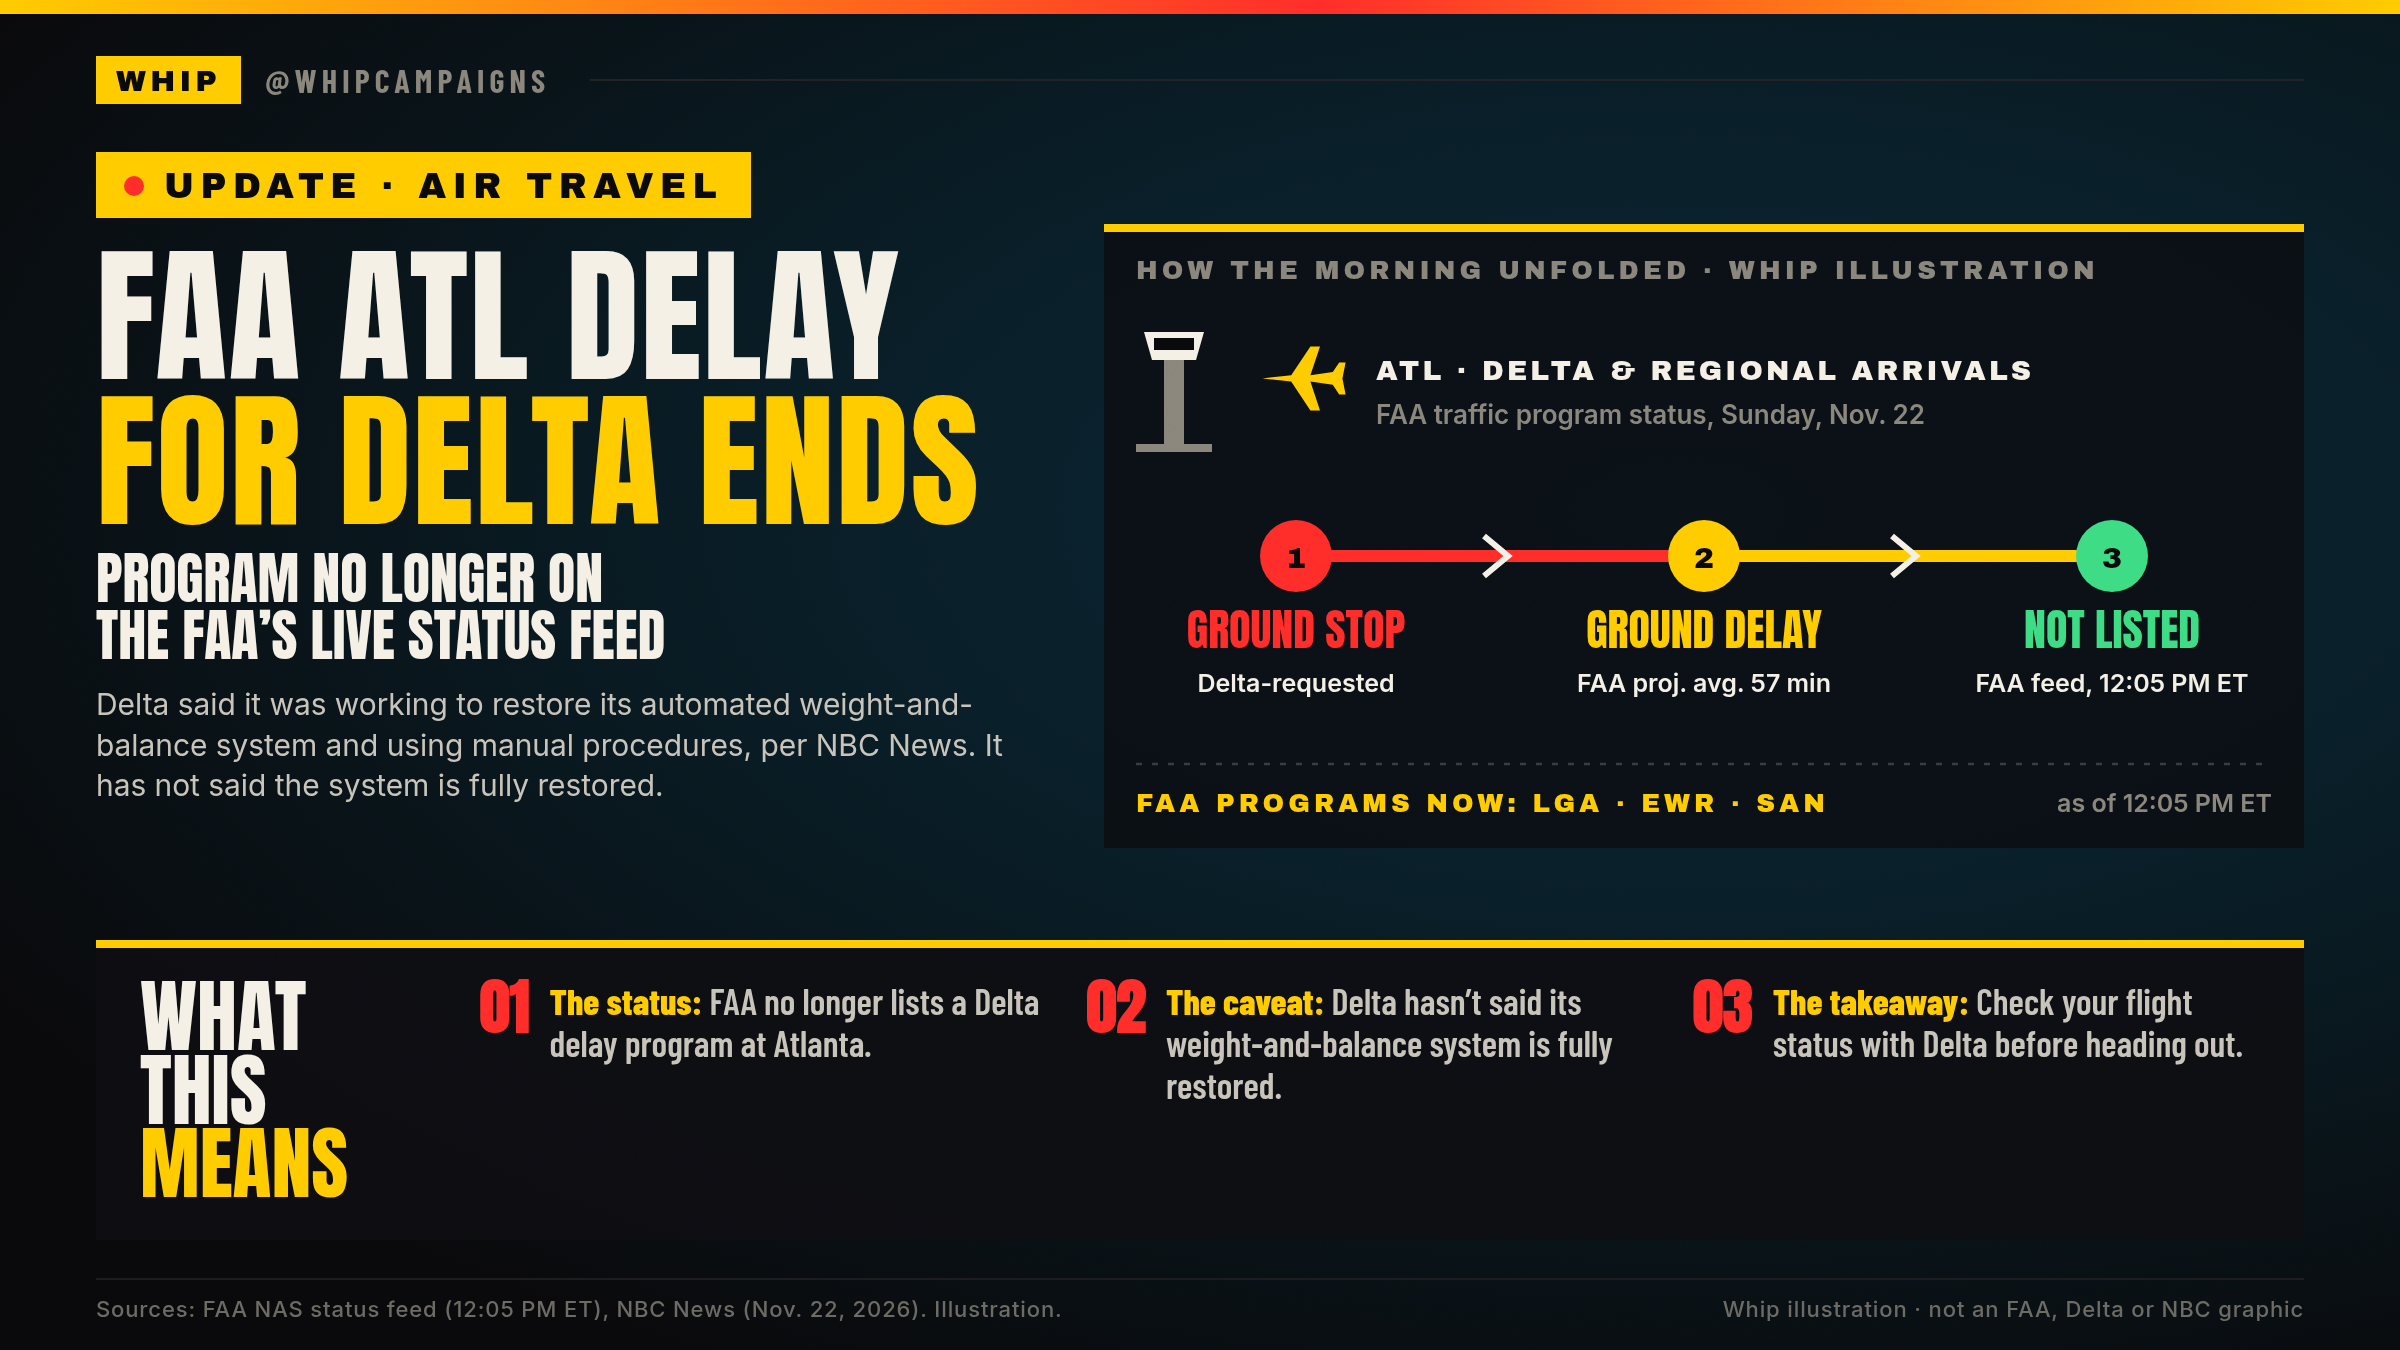 WHIP @WHIPCAMPAIGNS
UPDATE · AIR TRAVEL
FAA ATL DELAY
FOR DELTA ENDS
PROGRAM NO LONGER ON
THE FAA’S LIVE STATUS FEED
Delta said it was working to restore its automated weight-and-
balance system and using manual procedures, per NBC News. It
has not said the system is fully restored.
HOW THE MORNING UNFOLDED · WHIP ILLUSTRATION
ATL · DELTA & REGIONAL ARRIVALS
FAA traffic program status, Sunday, Nov. 22
1
GROUND STOP
Delta-requested
2
GROUND DELAY
FAA proj. avg. 57 min
3
NOT LISTED
FAA feed, 12:05 PM ET
FAA PROGRAMS NOW: LGA · EWR · SAN
as of 12:05 PM ET
WHAT
THIS
MEANS
01
The status: FAA no longer lists a Delta
delay program at Atlanta.
02
The caveat: Delta hasn’t said its
weight-and-balance system is fully
restored.
03
The takeaway: Check your flight
status with Delta before heading out.
Sources: FAA NAS status feed (12:05 PM ET), NBC News (Nov. 22, 2026). Illustration.
Whip illustration · not an FAA, Delta or NBC graphic